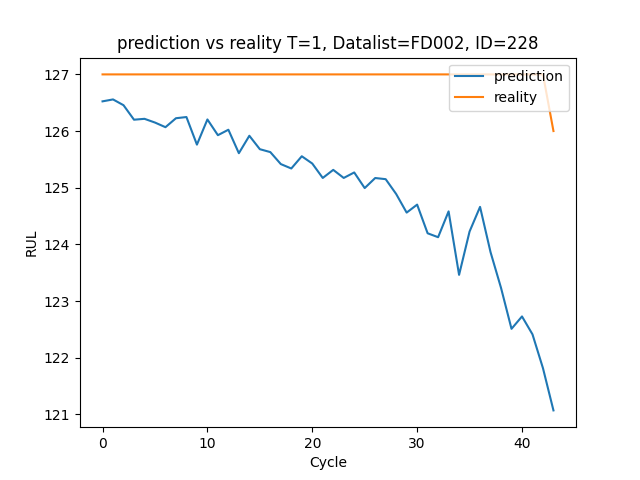 prediction vs reality T=1, Datalist=FD002, ID=228
127
126
125
124
123
122
121
RUL
0 10 20 30 40
Cycle
prediction
reality